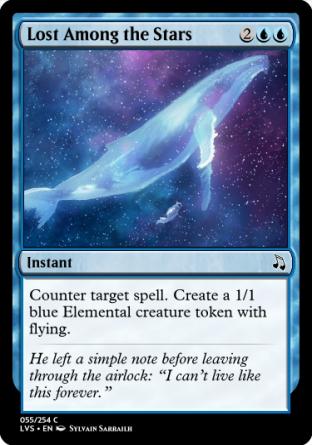 Lost Among the Stars 2
Instant
Counter target spell. Create a 1/1
blue Elemental creature token with
flying.
He left a simple note before leaving
through the airlock: “I can’t live like
this forever.”
055/254 C
LVS • EN Sylvain Sarrailh